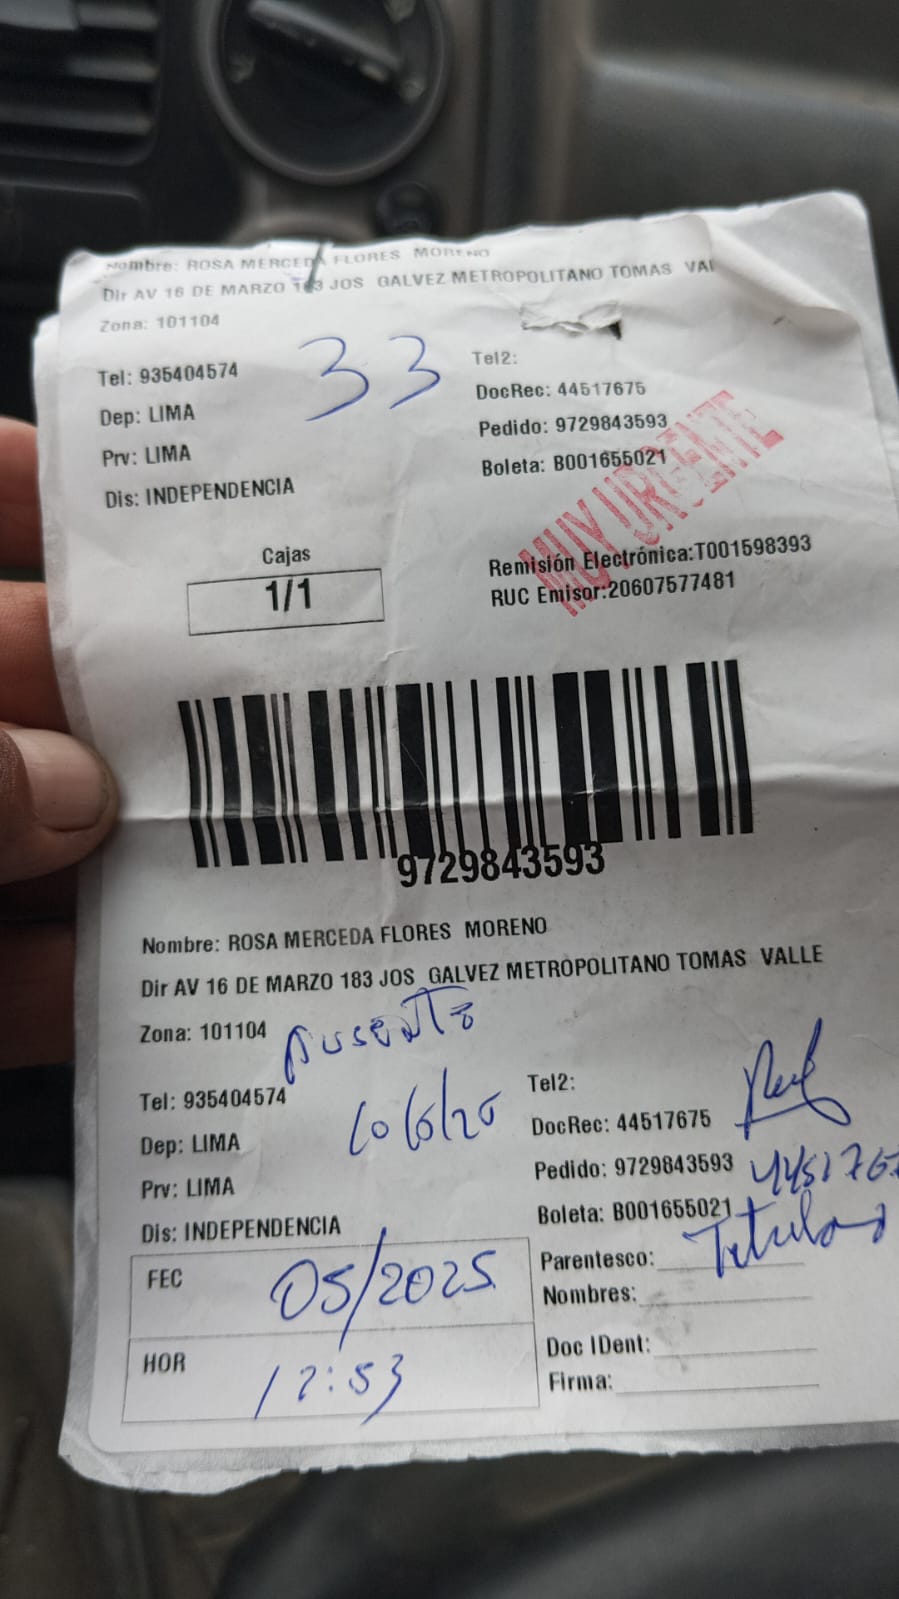 Nombre: ROSA MERCEDA FLORES MORENO
Dir AV 16 DE MARZO 183 JOS GALVEZ METROPOLITANO TOMAS VAL
Zona: 101104
33
Tel: 935404574
Tel2:
Dep: LIMA
DocRec: 44517675
Prv: LIMA
Pedido: 9729843593
Dis: INDEPENDENCIA
Boleta: B001655021
MUY URGENTE
Cajas
1/1
Remisión Electrónica:T001598393
RUC Emisor:20607577481
9729843593
Nombre: ROSA MERCEDA FLORES MORENO
Dir AV 16 DE MARZO 183 JOS GALVEZ METROPOLITANO TOMAS VALLE
Zona: 101104
Ausente
Tel: 935404574
Tel2:
Dep: LIMA
DocRec: 44517675
Prv: LIMA
Pedido: 9729843593
Dis: INDEPENDENCIA
Boleta: B001655021
FEC 05/2025
Parentesco: Titular
Nombres:
HOR
Doc IDent:
Firma: